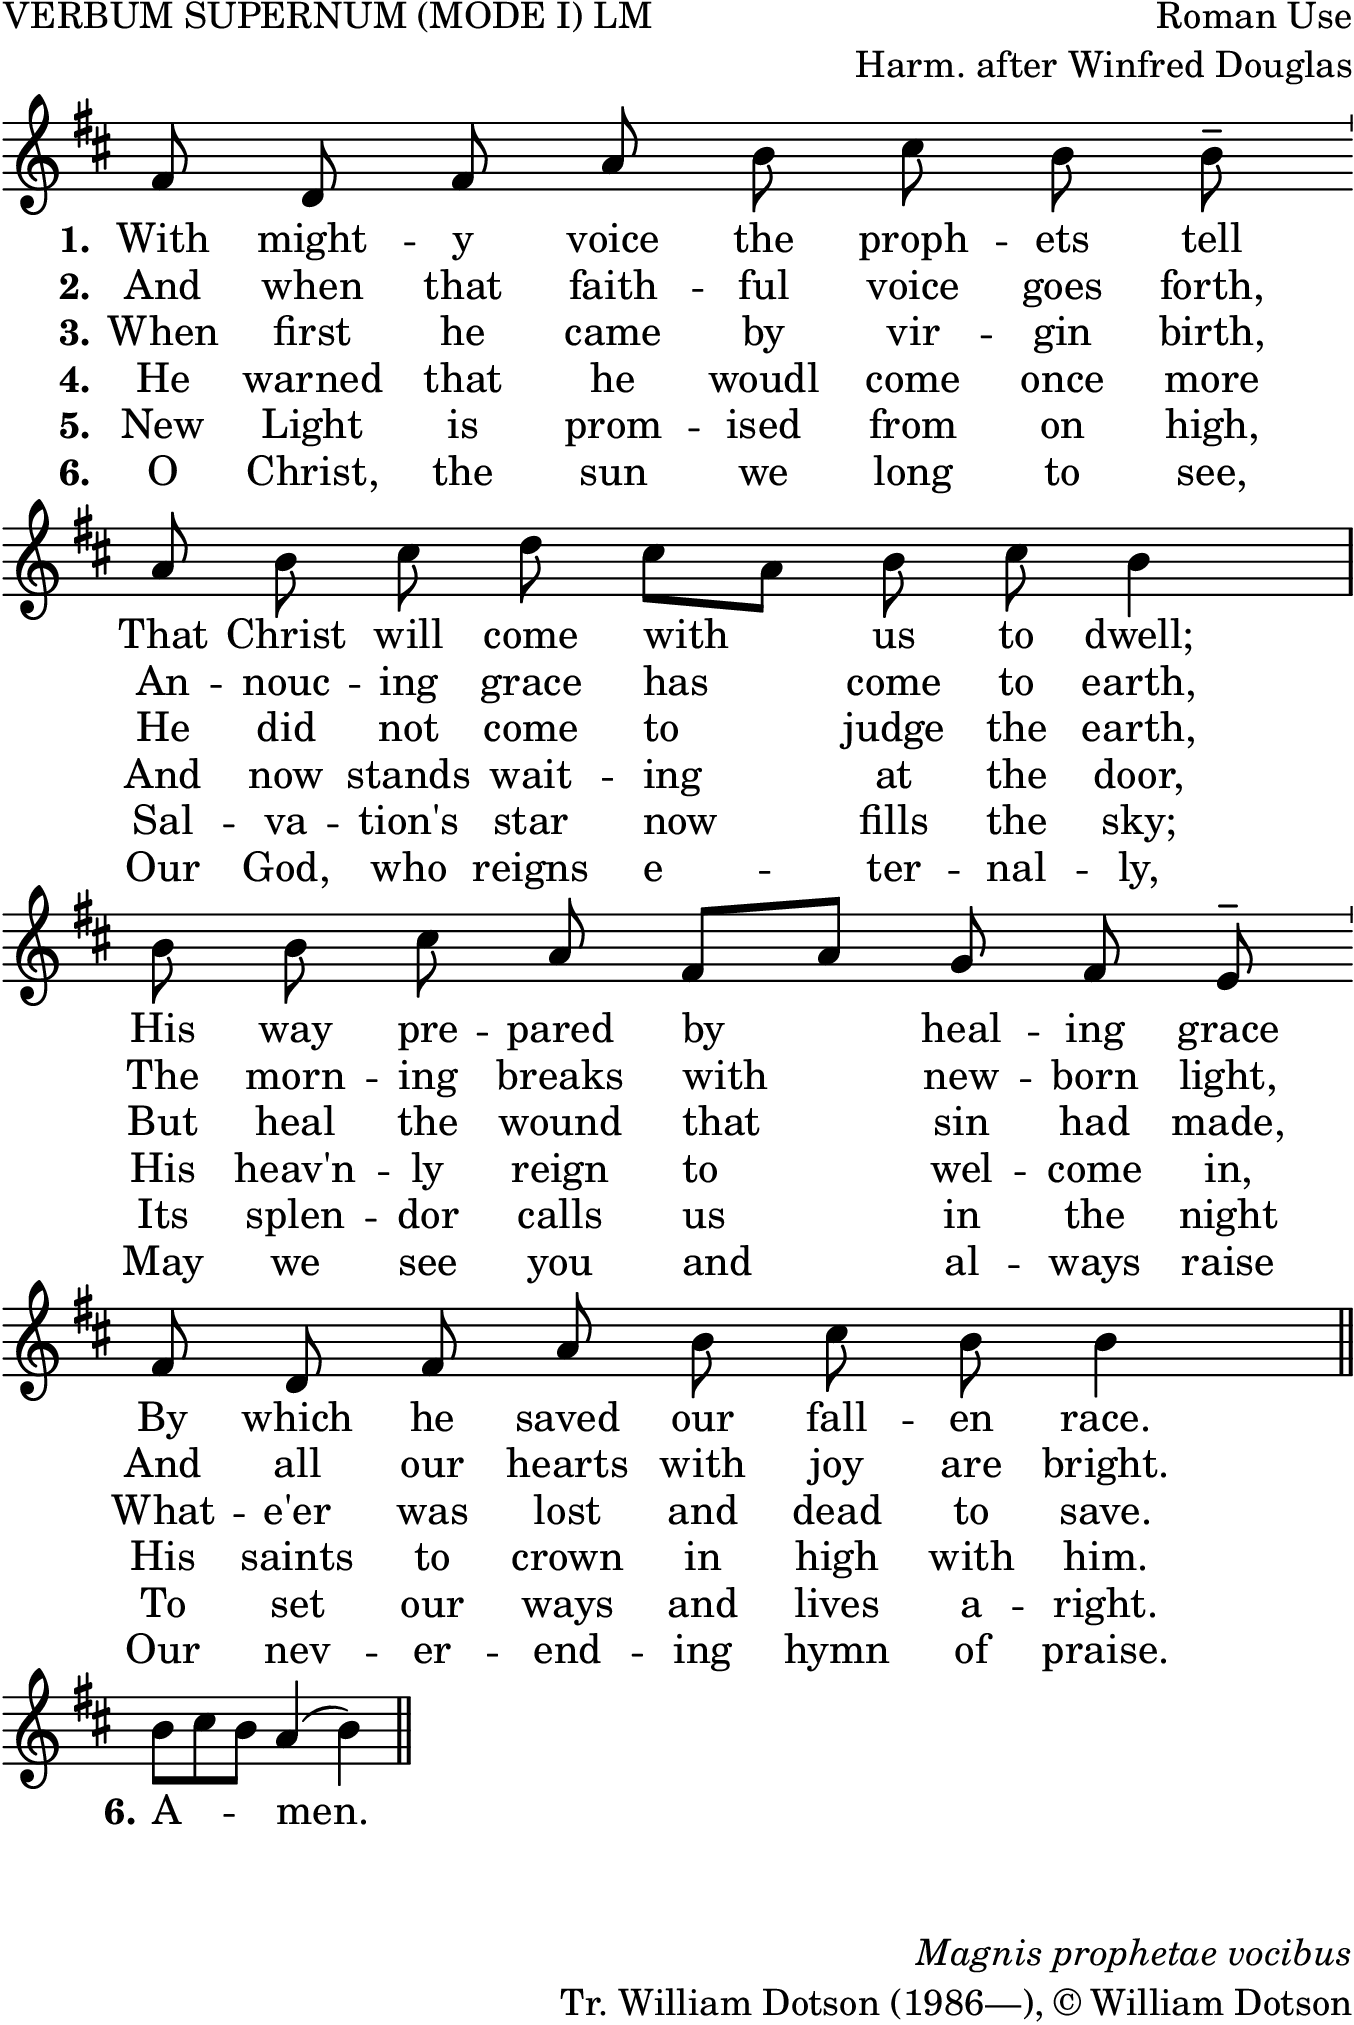 VERBUM SUPERNUM (MODE I) LM
Roman Use
Harm. after Winfred Douglas
1. With might - y voice the proph - ets tell
2. And when that faith - ful voice goes forth,
3. When first he came by vir - gin birth,
4. He warned that he woudl come once more
5. New Light is prom - ised from on high,
6. O Christ, the sun we long to see,
That Christ will come with us to dwell;
An - nouc - ing grace has come to earth,
He did not come to judge the earth,
And now stands wait - ing at the door,
Sal - va - tion's star now fills the sky;
Our God, who reigns e - ter - nal - ly,
His way pre - pared by heal - ing grace
The morn - ing breaks with new - born light,
But heal the wound that sin had made,
His heav'n - ly reign to wel - come in,
Its splen - dor calls us in the night
May we see you and al - ways raise
By which he saved our fall - en race.
And all our hearts with joy are bright.
What - e'er was lost and dead to save.
His saints to crown in high with him.
To set our ways and lives a - right.
Our nev - er - end - ing hymn of praise.
6. A - men.
Magnis prophetae vocibus
Tr. William Dotson (1986—), © William Dotson